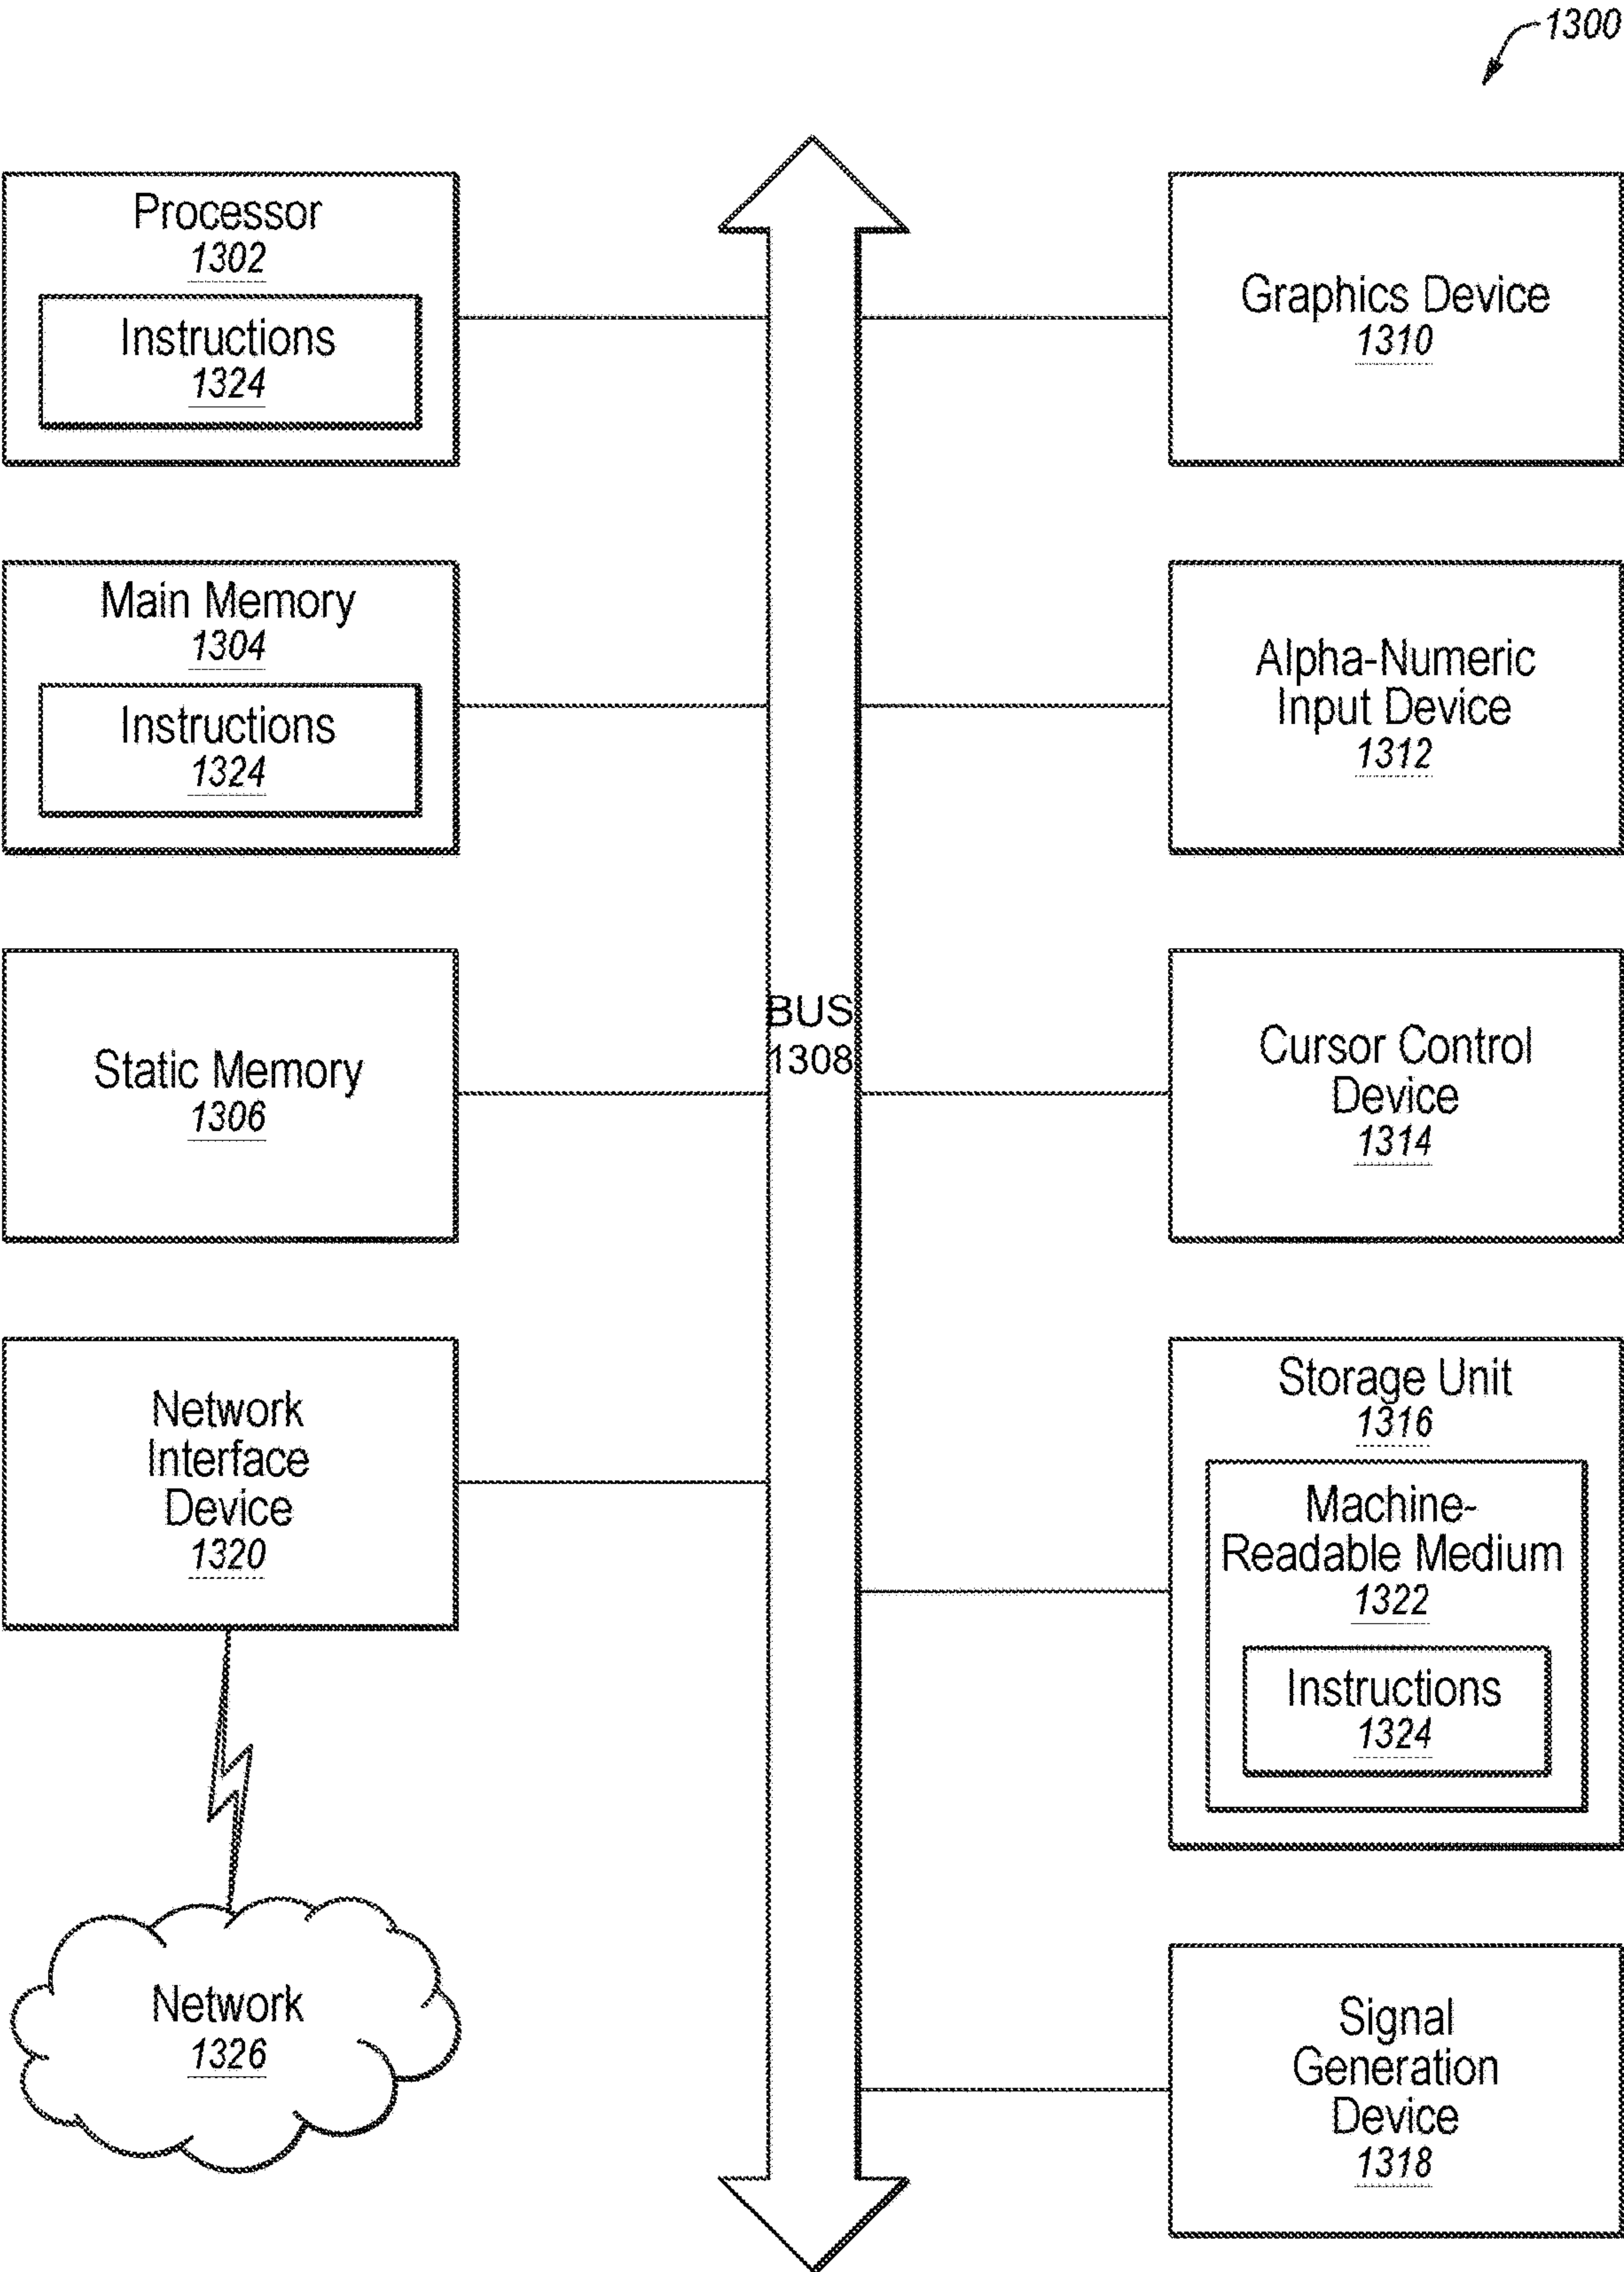 1300
Processor
1302
Instructions
1324
Main Memory
1304
Instructions
1324
Static Memory
1306
Network
Interface
Device
1320
Network
1326
BUS
1308
Graphics Device
1310
Alpha-Numeric
Input Device
1312
Cursor Control
Device
1314
Storage Unit
1316
Machine-
Readable Medium
1322
Instructions
1324
Signal
Generation
Device
1318